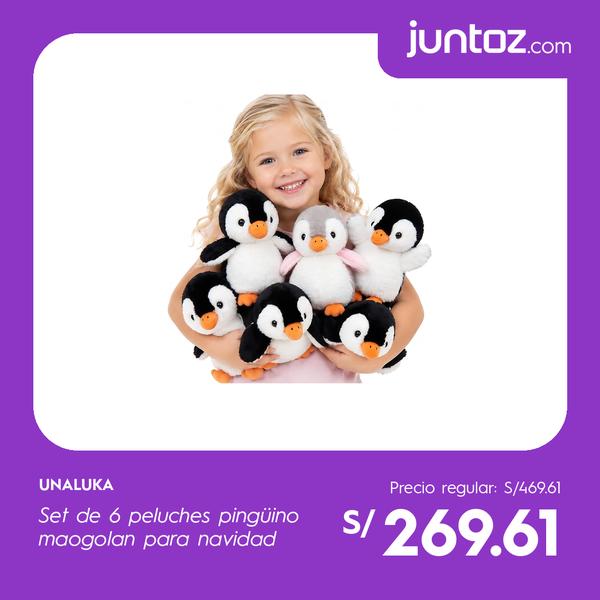 juntoz.com
UNALUKA
Set de 6 peluches pingüino
maogolan para navidad
Precio regular: S/469.61
S/ 269.61